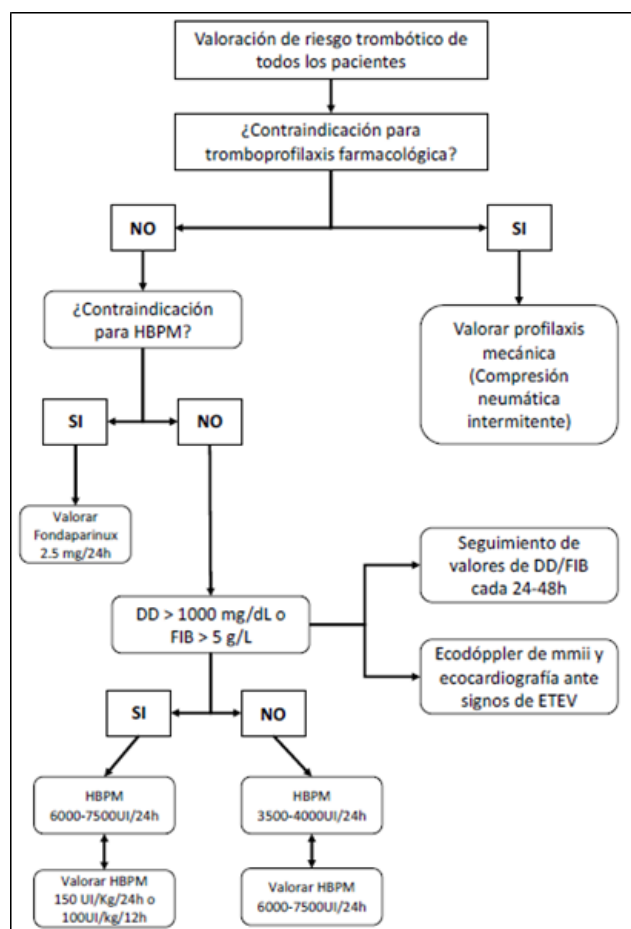 Valoración de riesgo trombótico de
todos los pacientes
¿Contraindicación para
tromboprofilaxis farmacológica?
NO
SI
¿Contraindicación
para HBPM?
Valorar profilaxis
mecánica
(Compresión
neumática
intermitente)
SI
NO
Valorar
Fondaparinux
2.5 mg/24h
Seguimiento de
valores de DD/FIB
cada 24-48h
DD > 1000 mg/dL o
FIB > 5 g/L
Ecodóppler de mmii y
ecocardiografía ante
signos de ETEV
SI
NO
HBPM
6000-7500UI/24h
HBPM
3500-4000UI/24h
Valorar HBPM
150 UI/Kg/24h o
100UI/kg/12h
Valorar HBPM
6000-7500UI/24h